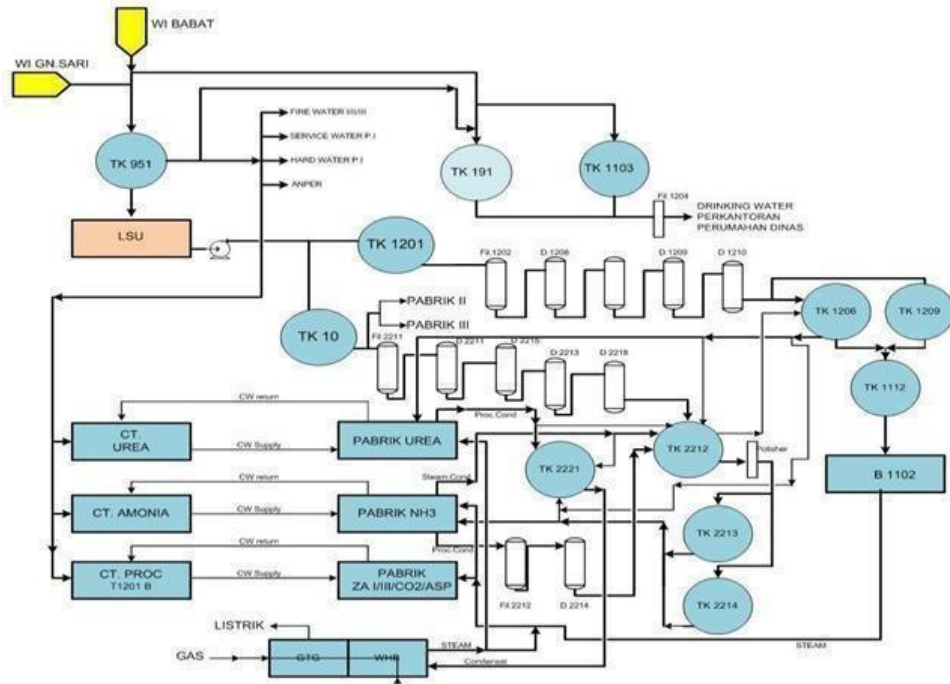 WI BABAT
WI GN.SARI
FIRE WATER I/II/III
SERVICE WATER P.I
TK 951
HARD WATER P.I
TK 191
TK 1103
ANPER
Fil.1204
DRINKING WATER
PERKANTORAN
PERUMAHAN DINAS
LSU
TK 1201
Fil.1202
D 1208
D 1209
D 1210
PABRIK II
TK 1206
TK 1209
PABRIK III
TK 10
Fil.2211
D 2211
D 2215
D 2213
D 2218
TK 1112
CW return
Proc.Cond
CT.
UREA
CW Supply
PABRIK UREA
TK 2212
Polisher
TK 2221
B 1102
CW return
Steam Cond
CT. AMONIA
CW Supply
PABRIK NH3
TK 2213
CW return
Proc.Cond
CT. PROC
T1201 B
CW Supply
PABRIK
ZA I/III/CO2/ASP
Fil.2212
D 2214
TK 2214
LISTRIK
STEAM
STEAM
GAS
GTG
WHB
Condensat